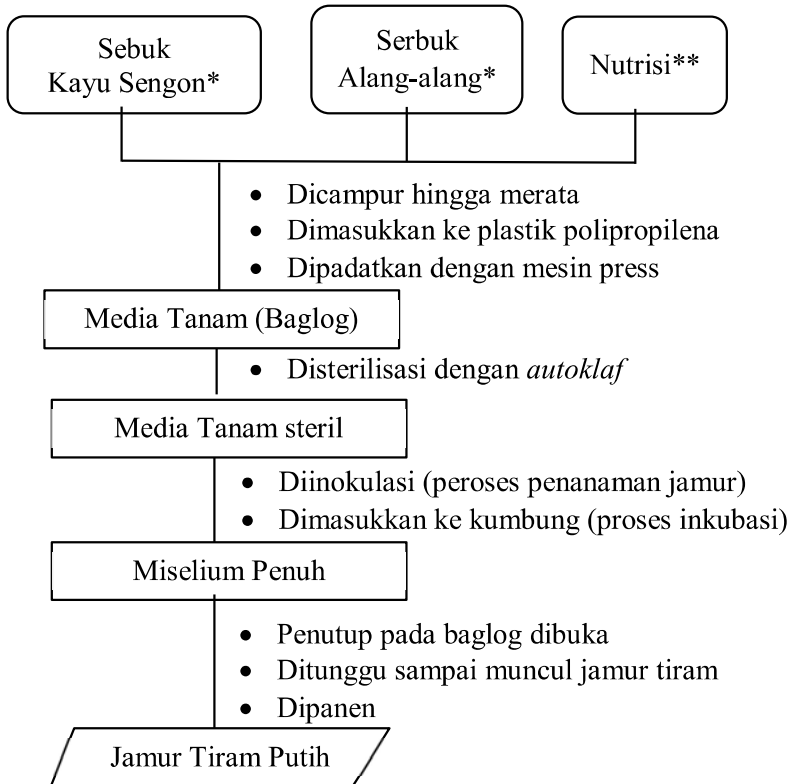 Sebuk
Kayu Sengon*
Serbuk
Alang-alang*
Nutrisi**
• Dicampur hingga merata
• Dimasukkan ke plastik polipropilena
• Dipadatkan dengan mesin press
Media Tanam (Baglog)
• Disterilisasi dengan autoklaf
Media Tanam steril
• Diinokulasi (peroses penanaman jamur)
• Dimasukkan ke kumbung (proses inkubasi)
Miselium Penuh
• Penutup pada baglog dibuka
• Ditunggu sampai muncul jamur tiram
• Dipanen
Jamur Tiram Putih